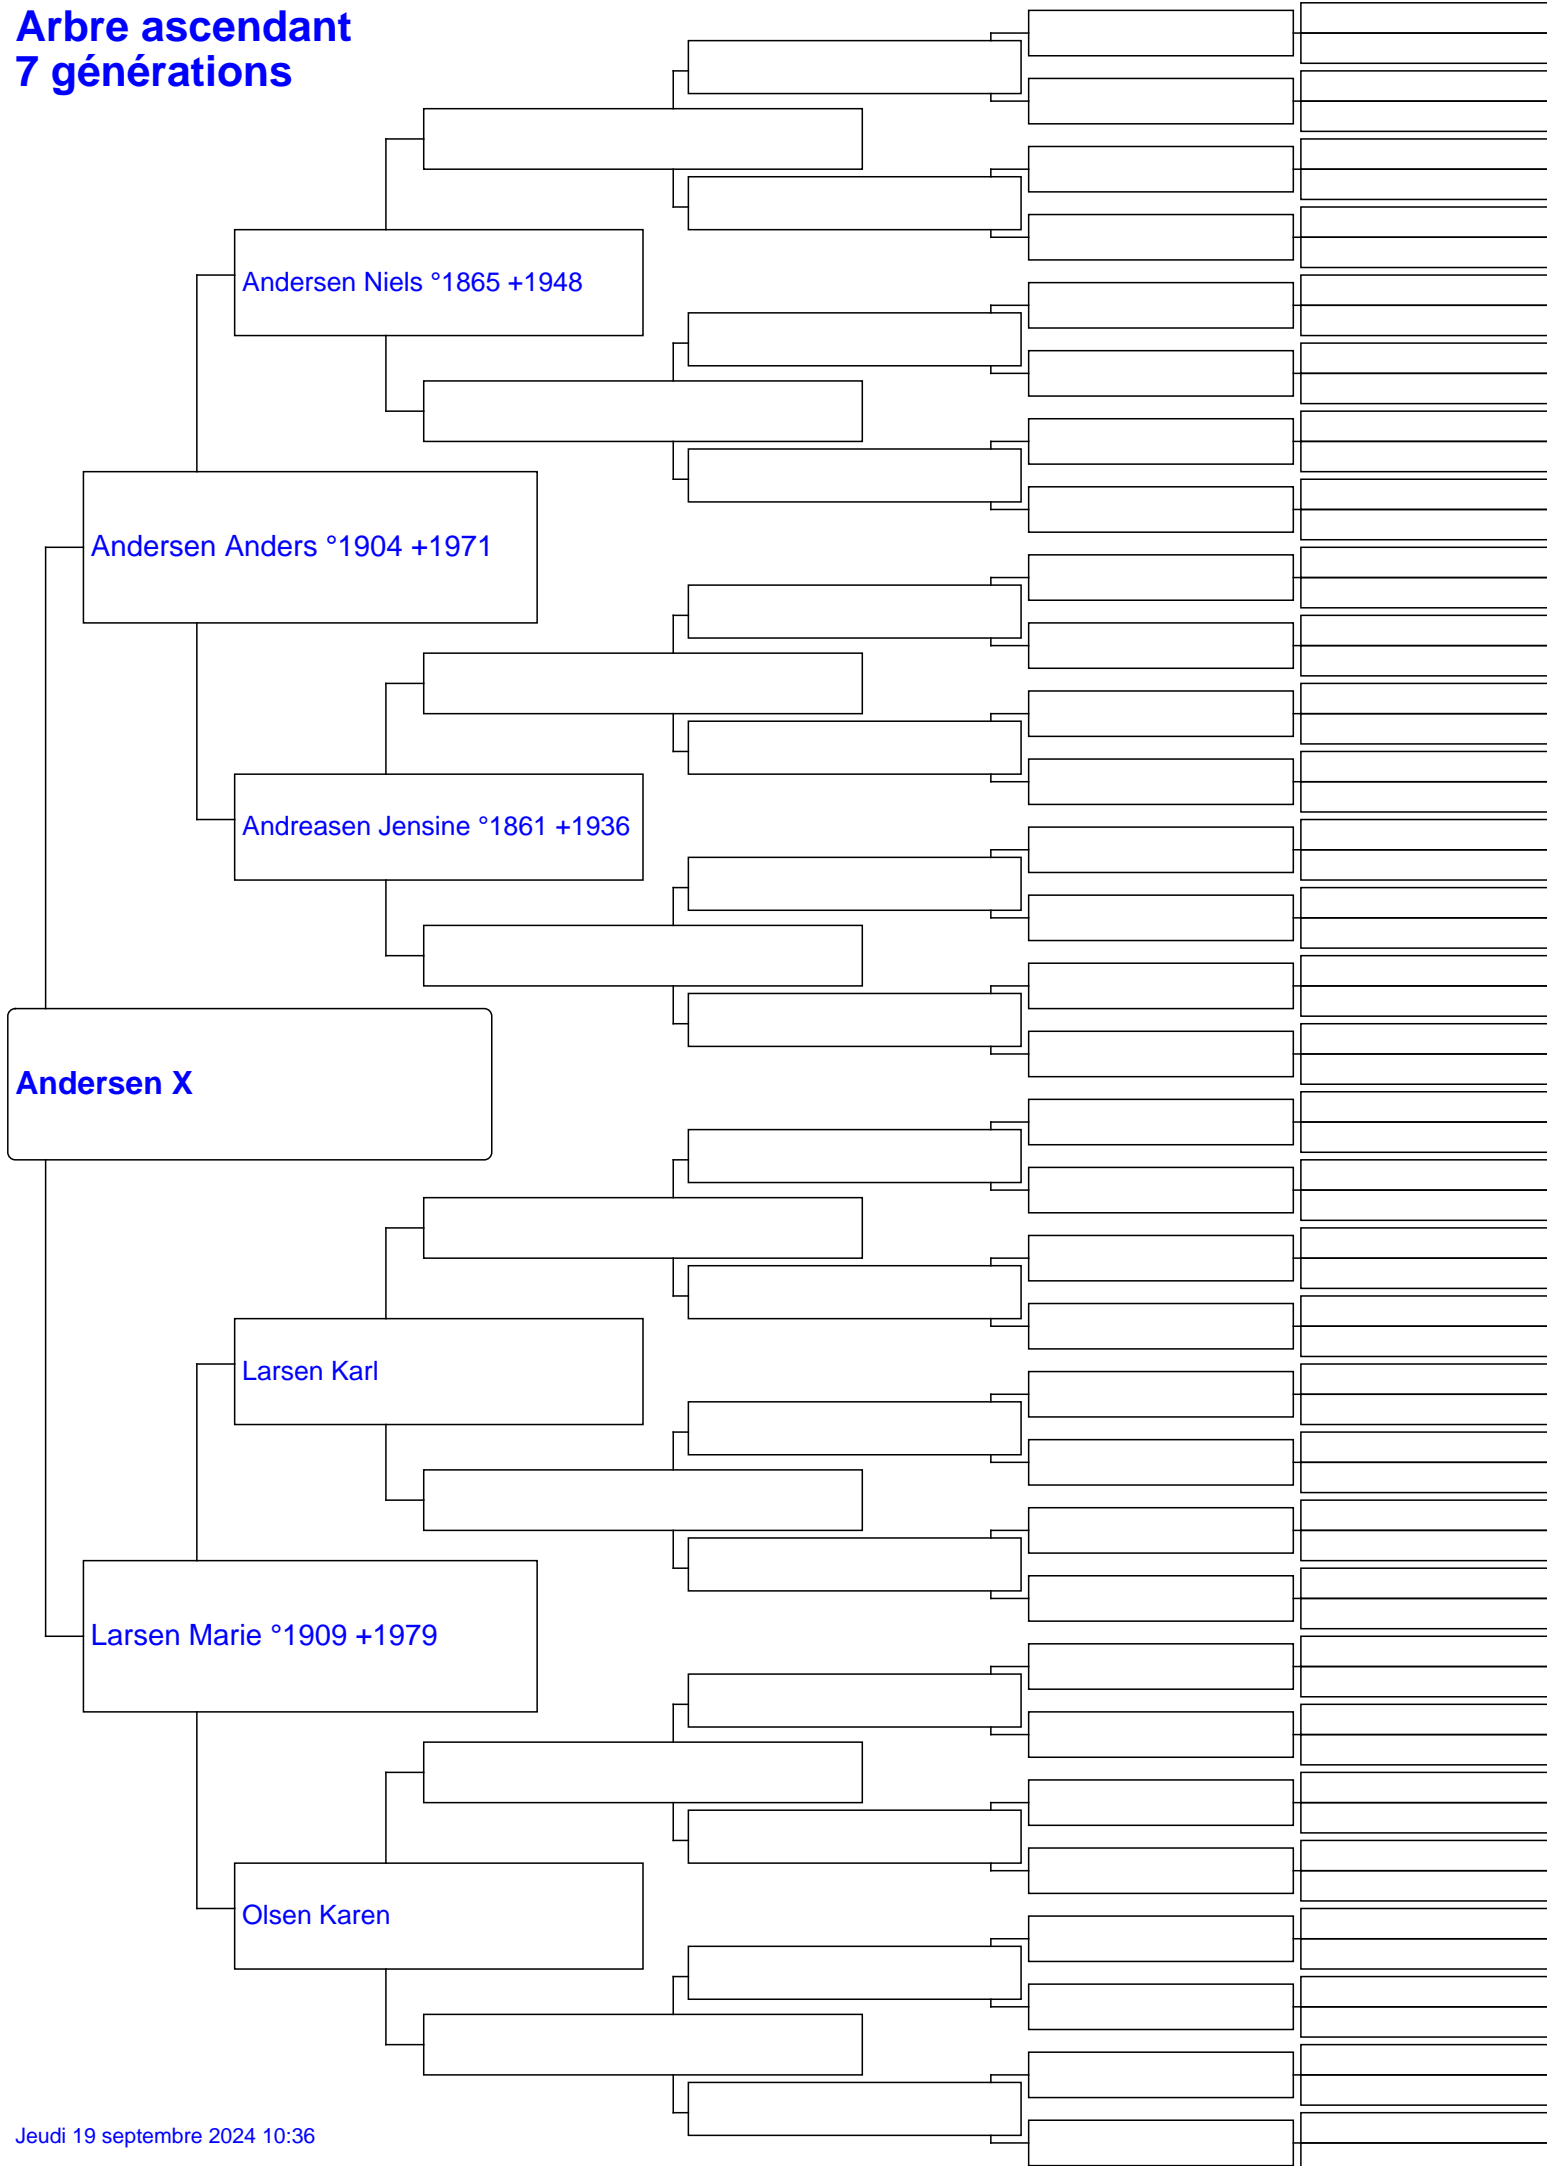 Arbre ascendant
7 générations
Andersen Niels °1865 +1948
Andersen Anders °1904 +1971
Andreasen Jensine °1861 +1936
Andersen X
Larsen Karl
Larsen Marie °1909 +1979
Olsen Karen
Jeudi 19 septembre 2024 10:36